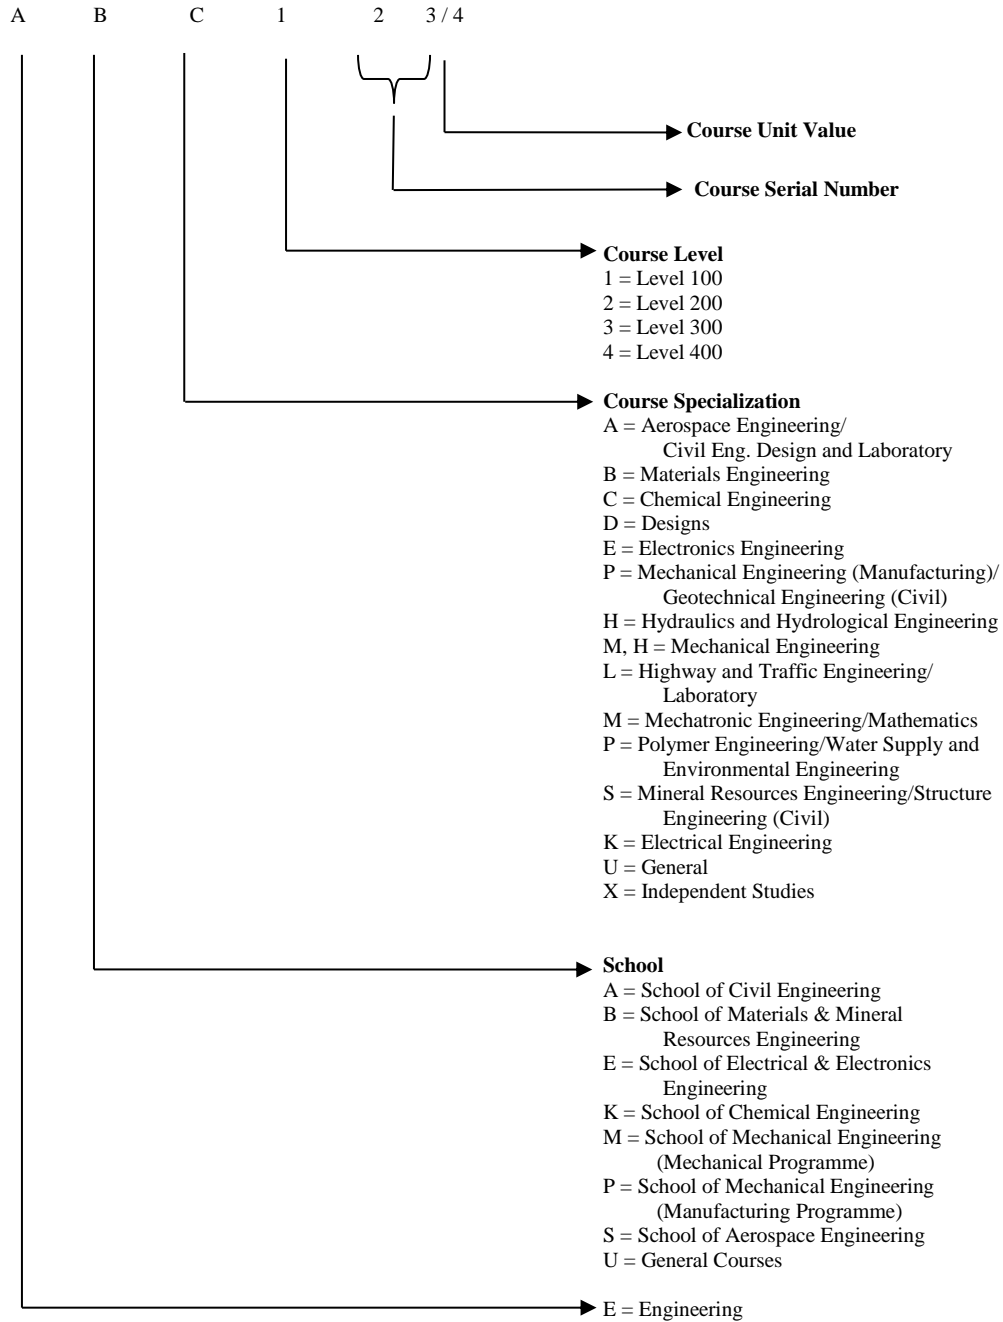 A B C 1 2 3 / 4
Course Unit Value
Course Serial Number
Course Level
1 = Level 100
2 = Level 200
3 = Level 300
4 = Level 400
Course Specialization
A = Aerospace Engineering/
Civil Eng. Design and Laboratory
B = Materials Engineering
C = Chemical Engineering
D = Designs
E = Electronics Engineering
P = Mechanical Engineering (Manufacturing)/
Geotechnical Engineering (Civil)
H = Hydraulics and Hydrological Engineering
M, H = Mechanical Engineering
L = Highway and Traffic Engineering/
Laboratory
M = Mechatronic Engineering/Mathematics
P = Polymer Engineering/Water Supply and
Environmental Engineering
S = Mineral Resources Engineering/Structure
Engineering (Civil)
K = Electrical Engineering
U = General
X = Independent Studies
School
A = School of Civil Engineering
B = School of Materials & Mineral
Resources Engineering
E = School of Electrical & Electronics
Engineering
K = School of Chemical Engineering
M = School of Mechanical Engineering
(Mechanical Programme)
P = School of Mechanical Engineering
(Manufacturing Programme)
S = School of Aerospace Engineering
U = General Courses
E = Engineering